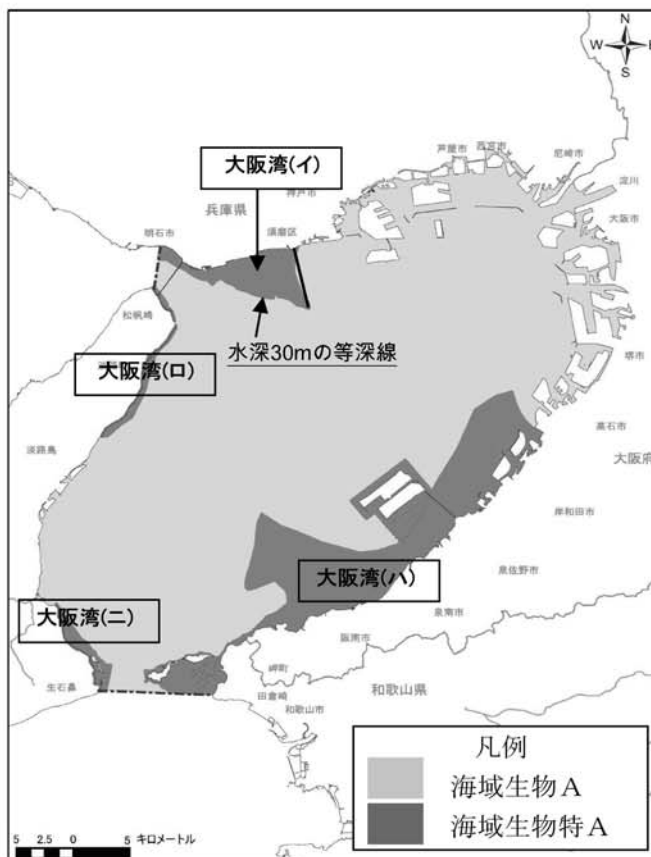 N
W
S
芦屋市
西宮市
尼崎市
大阪湾(イ)
神戸市
淀川
兵庫県
大阪市
明石市
須磨区
松帆崎
水深30mの等深線
大阪湾(ロ)
堺市
高石市
淡路島
大阪府
岸和田市
大阪湾(ハ)
泉佐野市
大阪湾(ニ)
泉南市
阪南市
生石鼻
岬町
和歌山県
田倉崎
和歌山市
凡例
海域生物A
海域生物特A
5 2.5 0 5 キロメートル